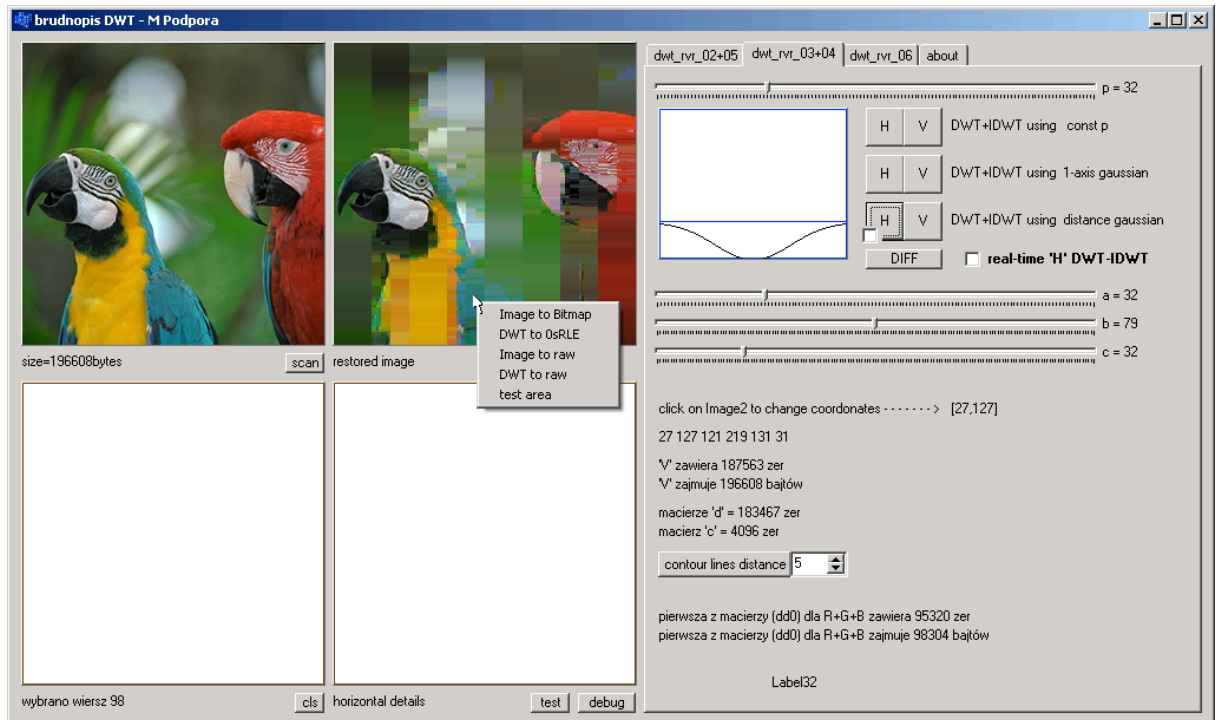 brudnopis DWT - M Podpora
size=196608bytes
scan
restored image
Image to Bitmap
DWT to 0sRLE
Image to raw
DWT to raw
test area
wybrano wiersz 98
cls
horizontal details
test
debug
dwt_rvr_02+05
dwt_rvr_03+04
dwt_rvr_06
about
p = 32
H V DWT+IDWT using const p
H V DWT+IDWT using 1-axis gaussian
H V DWT+IDWT using distance gaussian
DIFF
real-time 'H' DWT-IDWT
a = 32
b = 79
c = 32
click on Image2 to change coordonates - - - - - - -> [27,127]
27 127 121 219 131 31
'V' zawiera 187563 zer
'V' zajmuje 196608 bajtów
macierze 'd' = 183467 zer
macierz 'c' = 4096 zer
contour lines distance 5
pierwsza z macierzy (dd0) dla R+G+B zawiera 95320 zer
pierwsza z macierzy (dd0) dla R+G+B zajmuje 98304 bajtów
Label32